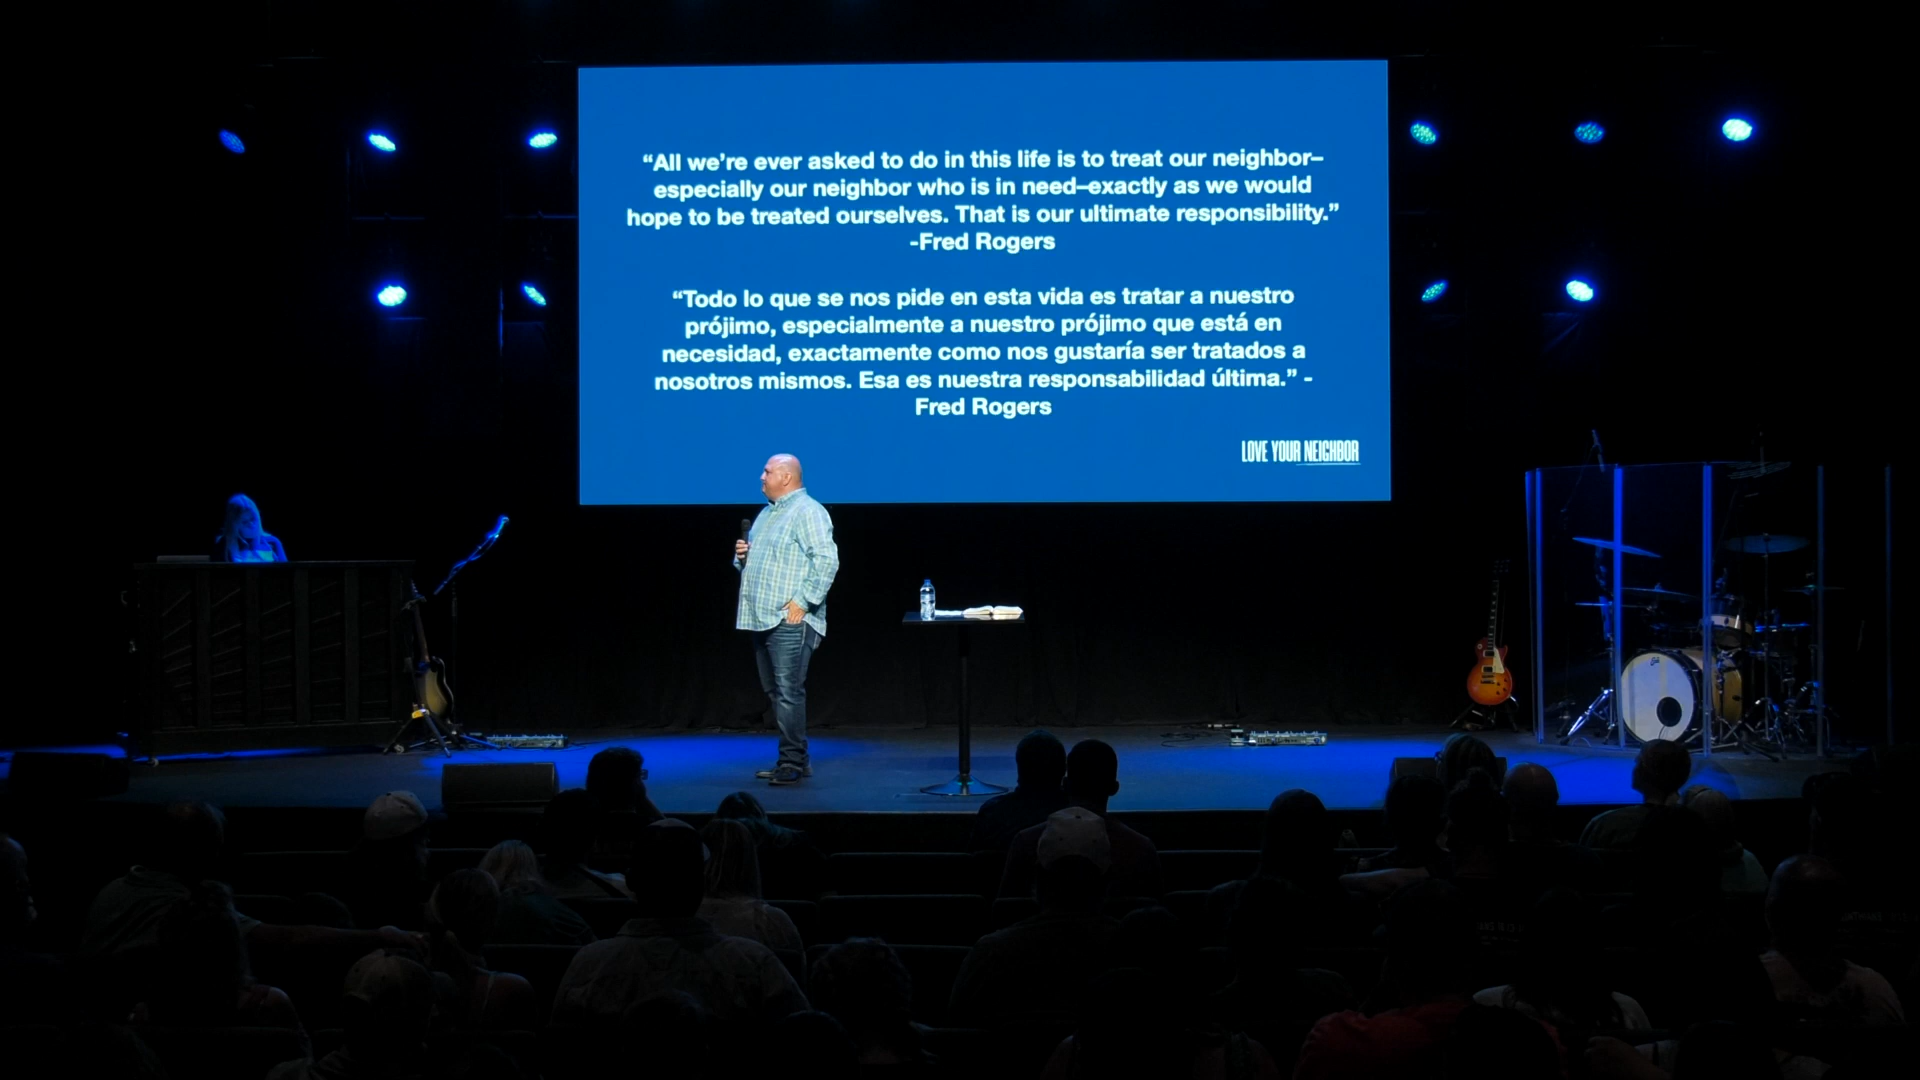 “All we’re ever asked to do in this life is to treat our neighbor–
especially our neighbor who is in need–exactly as we would
hope to be treated ourselves. That is our ultimate responsibility.”
-Fred Rogers
“Todo lo que se nos pide en esta vida es tratar a nuestro
prójimo, especialmente a nuestro prójimo que está en
necesidad, exactamente como nos gustaría ser tratados a
nosotros mismos. Esa es nuestra responsabilidad última.” -
Fred Rogers
LOVE YOUR NEIGHBOR